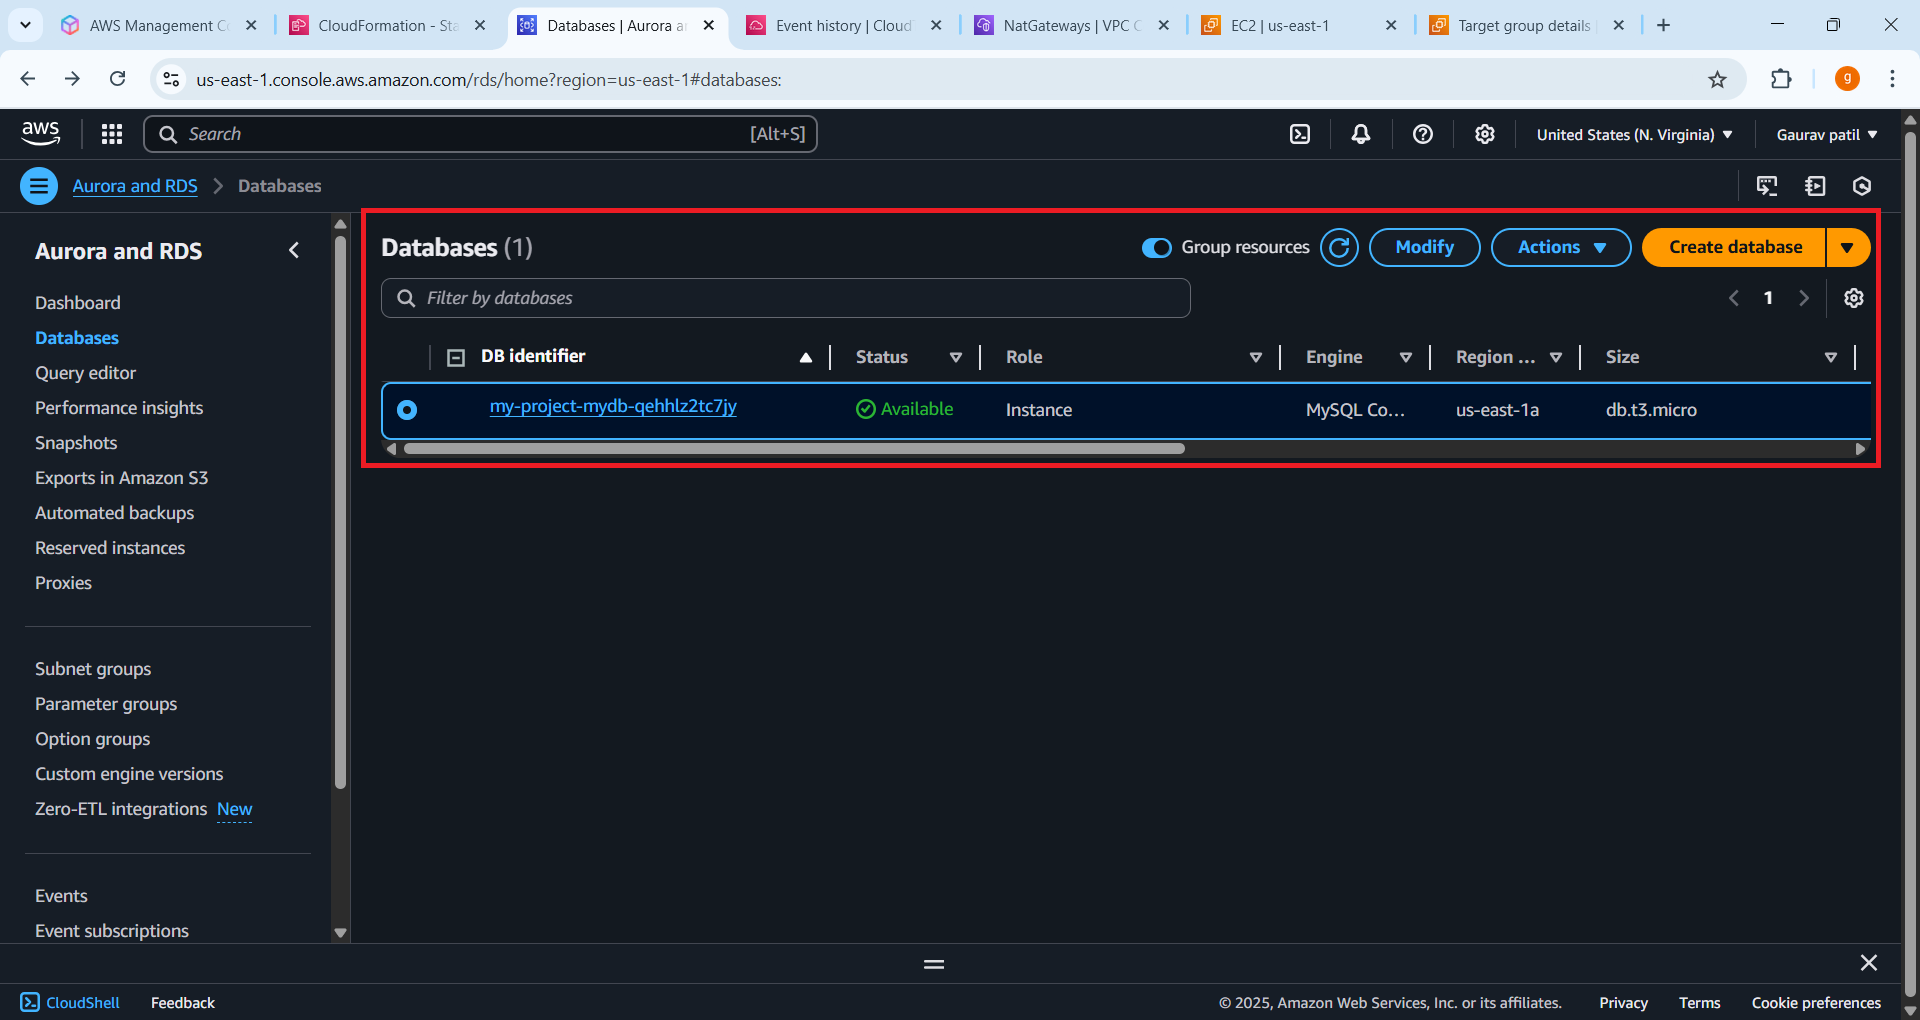 AWS Management Co
CloudFormation - Sta
Databases | Aurora an
Event history | CloudT
NatGateways | VPC C
EC2 | us-east-1
Target group details |
us-east-1.console.aws.amazon.com/rds/home?region=us-east-1#databases:
g
aws
Search
[Alt+S]
United States (N. Virginia)
Gaurav patil
Aurora and RDS
Databases
Aurora and RDS
Dashboard
Databases
Query editor
Performance insights
Snapshots
Exports in Amazon S3
Automated backups
Reserved instances
Proxies
Subnet groups
Parameter groups
Option groups
Custom engine versions
Zero-ETL integrations New
Events
Event subscriptions
Databases (1)
Group resources
Modify
Actions
Create database
Filter by databases
1
DB identifier
Status
Role
Engine
Region ...
Size
my-project-mydb-qehhlz2tc7jy
Available
Instance
MySQL Co...
us-east-1a
db.t3.micro
CloudShell
Feedback
© 2025, Amazon Web Services, Inc. or its affiliates.
Privacy
Terms
Cookie preferences